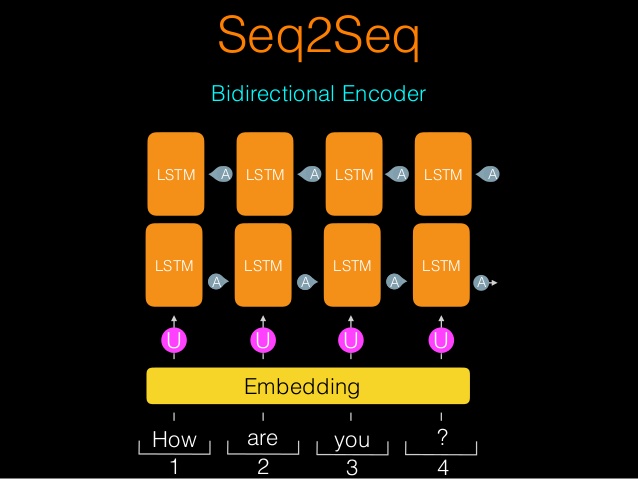 Seq2Seq
Bidirectional Encoder
LSTM A LSTM A LSTM A LSTM A
LSTM A LSTM A LSTM A LSTM A
U U U U
Embedding
How are you ?
1 2 3 4